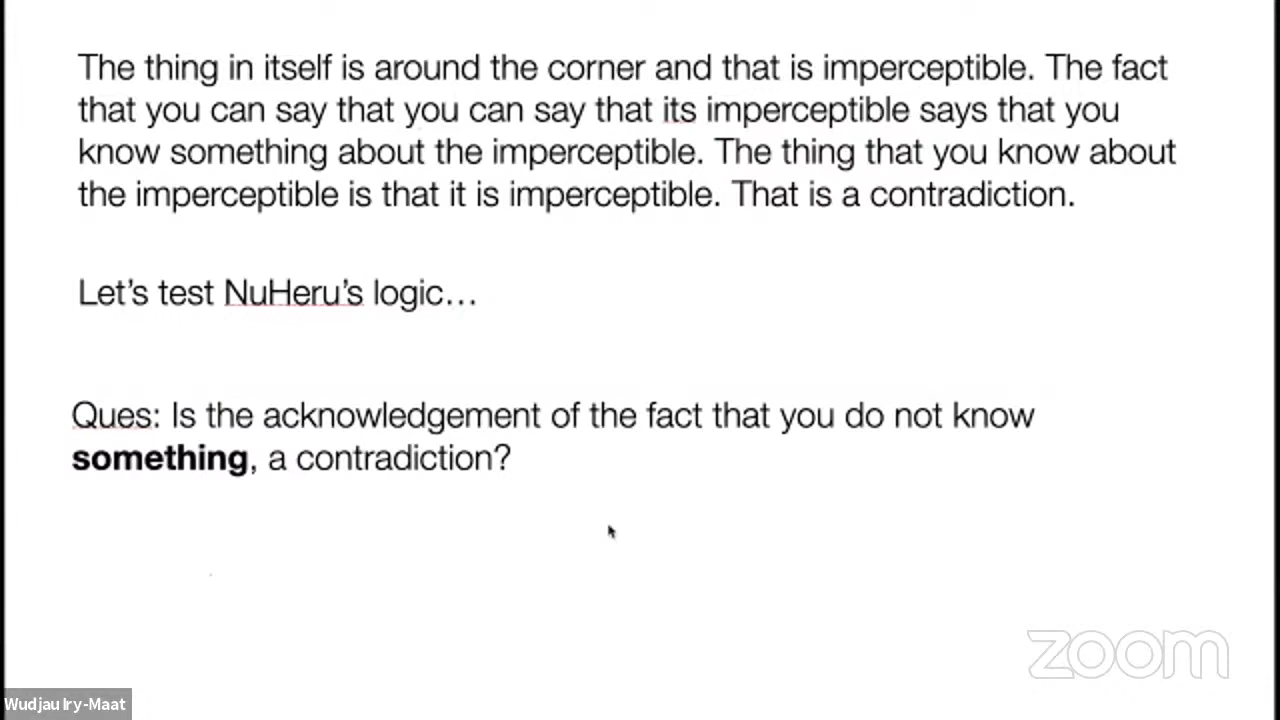 The thing in itself is around the corner and that is imperceptible. The fact
that you can say that you can say that its imperceptible says that you
know something about the imperceptible. The thing that you know about
the imperceptible is that it is imperceptible. That is a contradiction.
Let's test NuHeru's logic…
Ques: Is the acknowledgement of the fact that you do not know
something, a contradiction?
zoom
Wudjau Iry-Maat